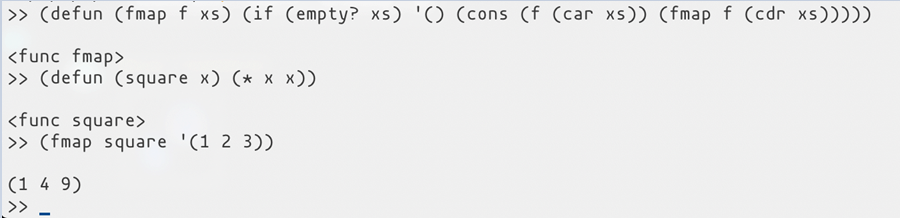 >> (defun (fmap f xs) (if (empty? xs) '() (cons (f (car xs)) (fmap f (cdr xs)))))
<func fmap>
>> (defun (square x) (* x x))
<func square>
>> (fmap square '(1 2 3))
(1 4 9)
>> _